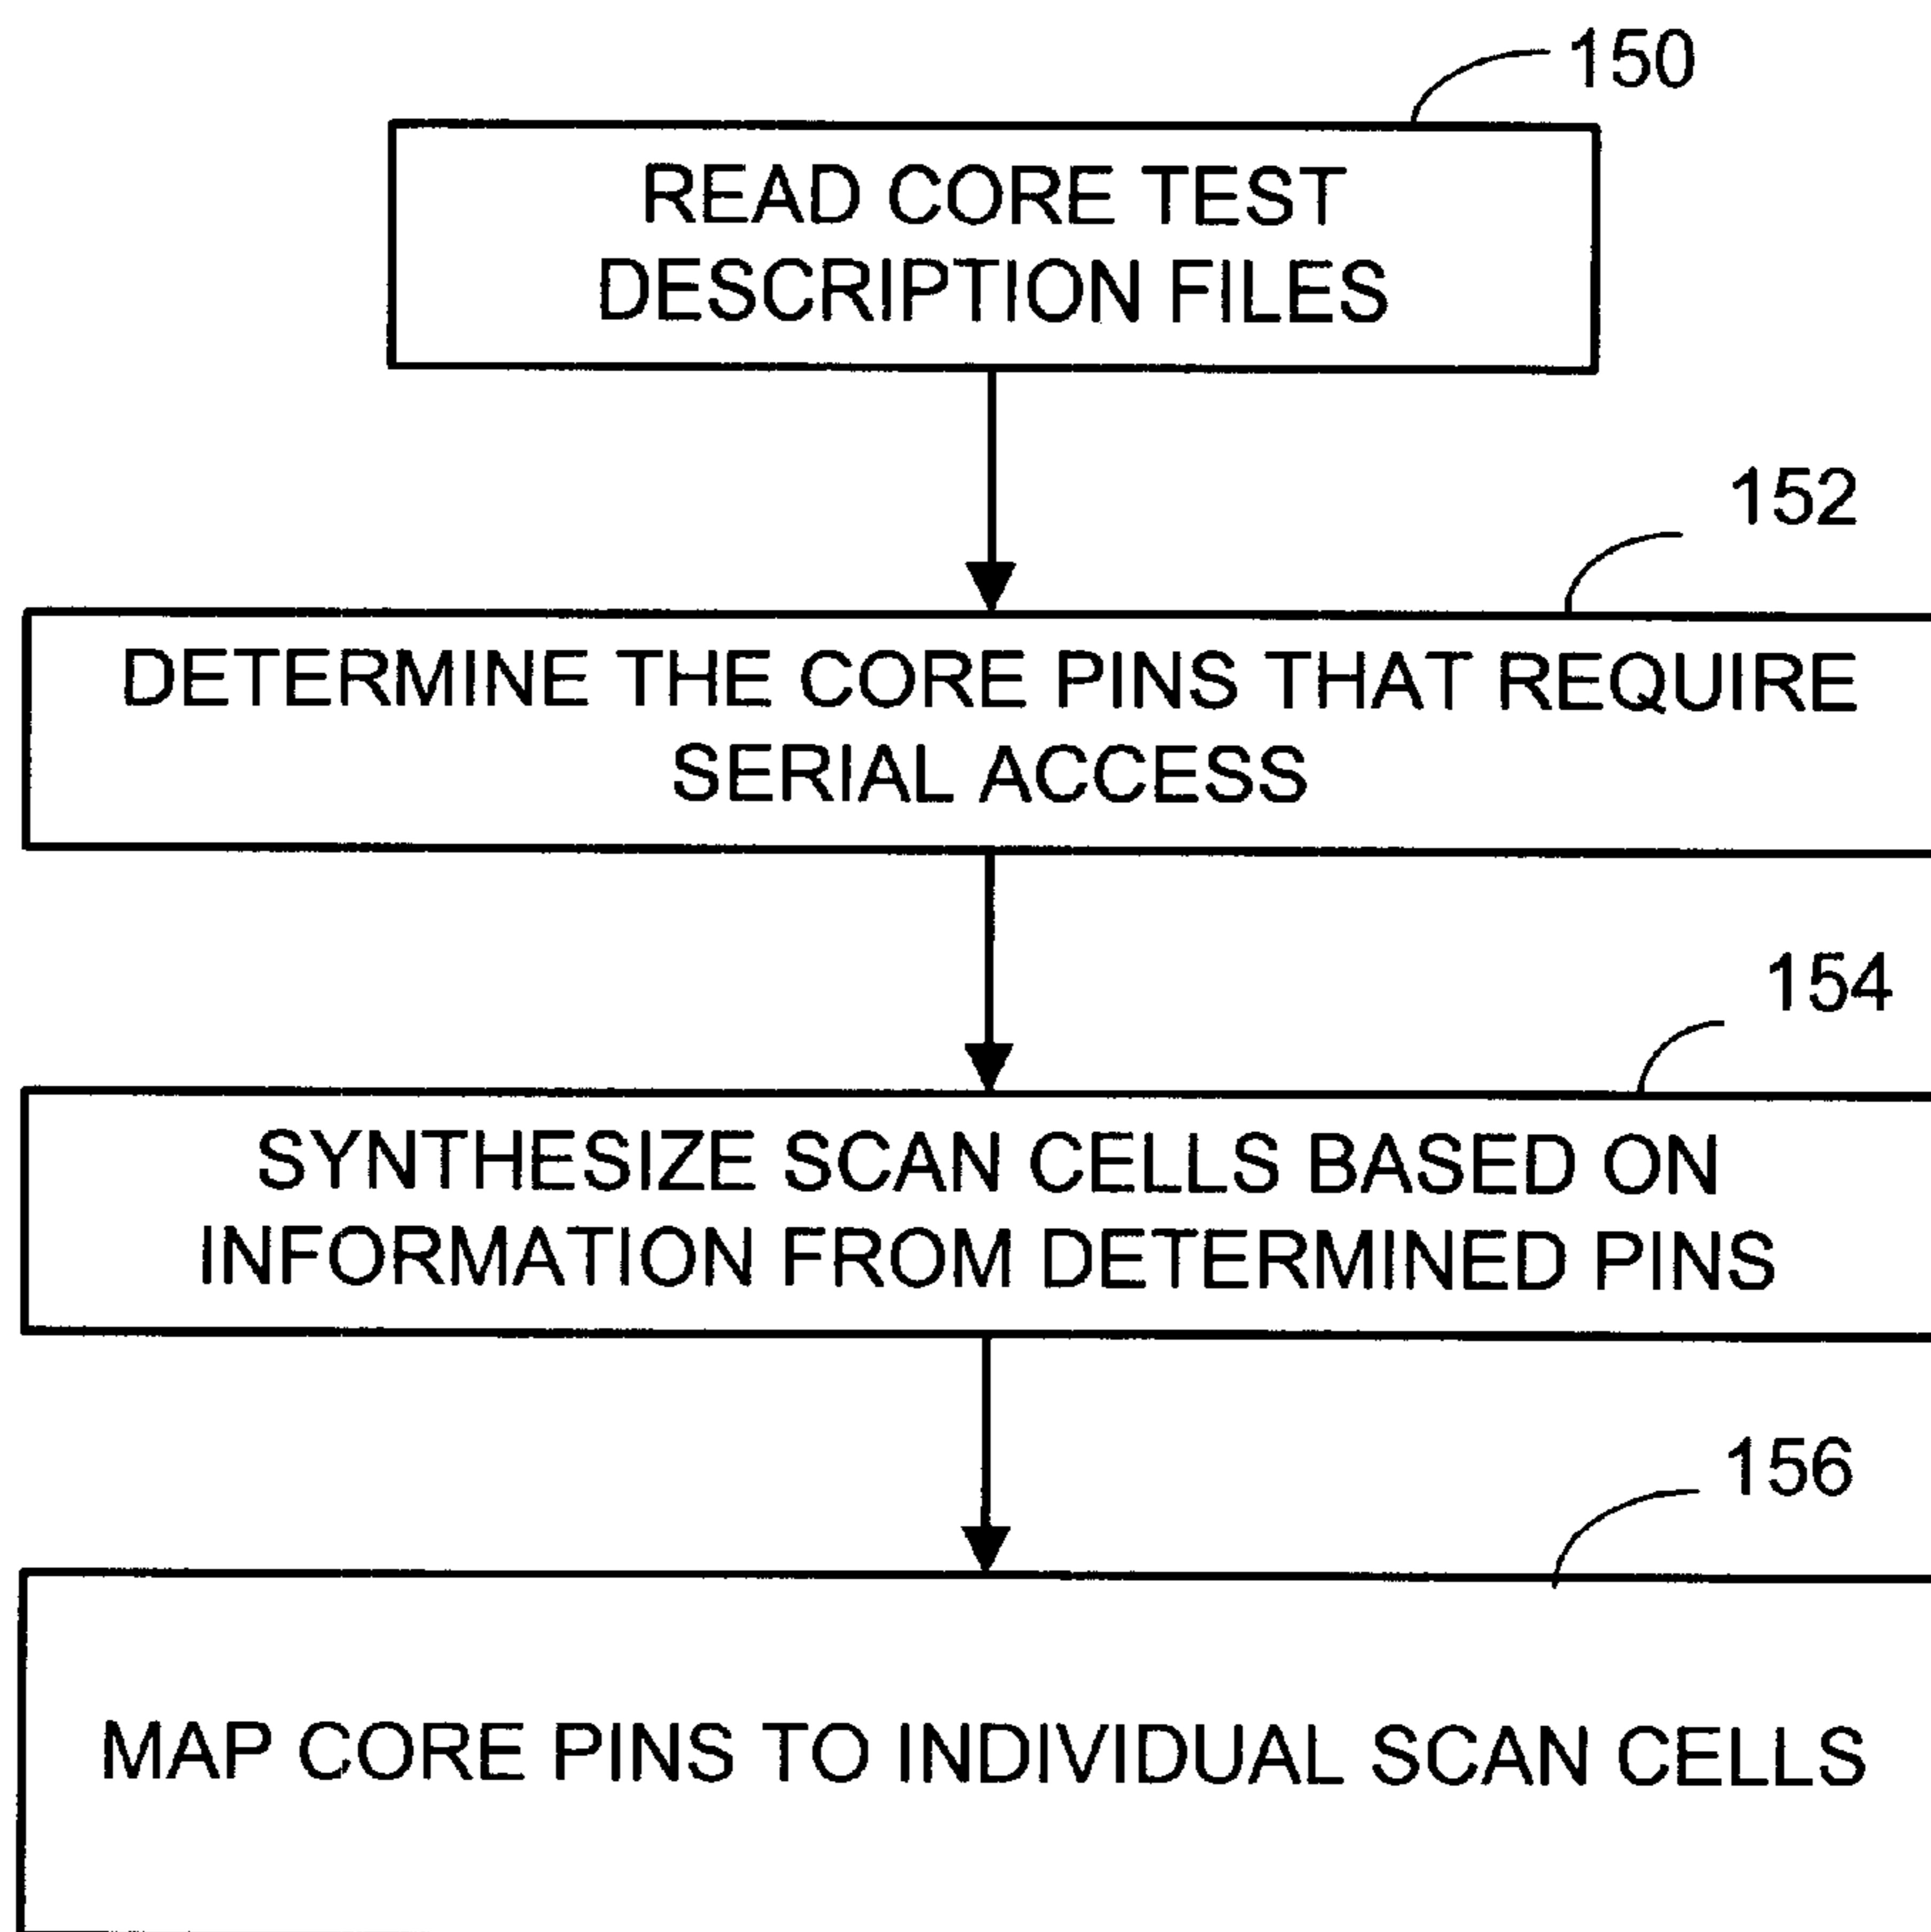 150
READ CORE TEST
DESCRIPTION FILES
152
DETERMINE THE CORE PINS THAT REQUIRE
SERIAL ACCESS
154
SYNTHESIZE SCAN CELLS BASED ON
INFORMATION FROM DETERMINED PINS
156
MAP CORE PINS TO INDIVIDUAL SCAN CELLS